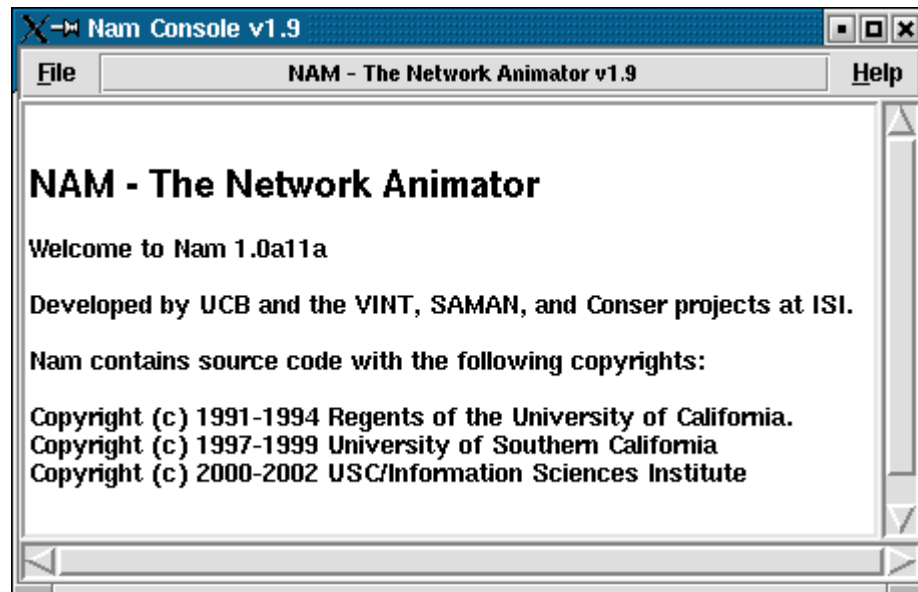 Nam Console v1.9
File NAM - The Network Animator v1.9 Help
NAM - The Network Animator
Welcome to Nam 1.0a11a
Developed by UCB and the VINT, SAMAN, and Conser projects at ISI.
Nam contains source code with the following copyrights:
Copyright (c) 1991-1994 Regents of the University of California.
Copyright (c) 1997-1999 University of Southern California
Copyright (c) 2000-2002 USC/Information Sciences Institute